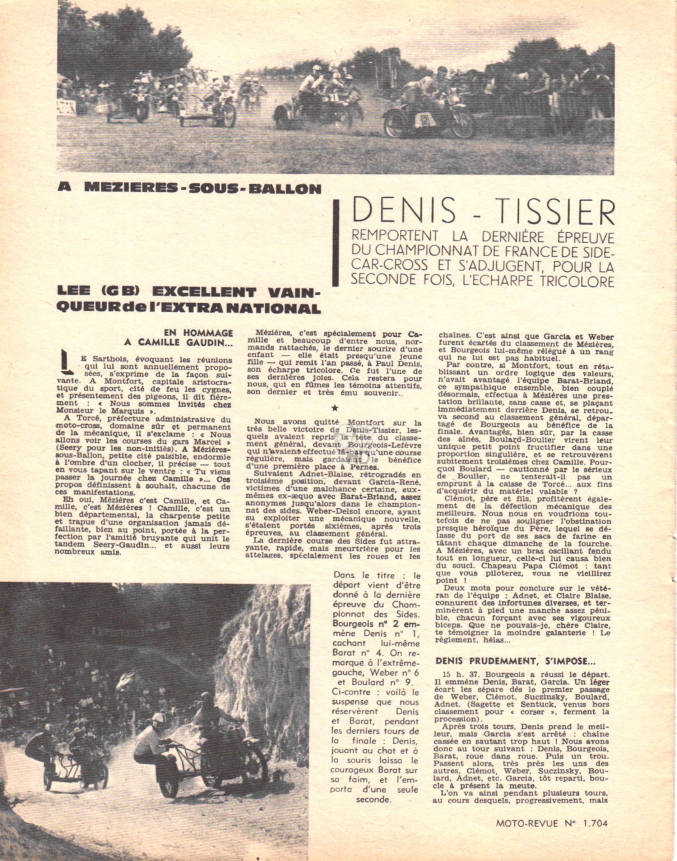 A MEZIERES-SOUS-BALLON
DENIS - TISSIER
REMPORTENT LA DERNIÈRE ÉPREUVE
DU CHAMPIONNAT DE FRANCE DE SIDE-
CAR-CROSS ET S'ADJUGENT, POUR LA
SECONDE FOIS, L'ECHARPE TRICOLORE
LEE (GB) EXCELLENT VAIN-
QUEUR de l'EXTRA NATIONAL
EN HOMMAGE
A CAMILLE GAUDIN...
LE Sarthois, évoquant les réunions
qui lui sont annuellement propo-
sées, s'exprime de la façon sui-
vante. A Montfort, capitale aristocra-
tique du sport, cité de feu les cygnes,
et présentement des pigeons, il dit fière-
ment : « Nous sommes invités chez
Monsieur le Marquis ».
A Torcé, préfecture administrative du
moto-cross, domaine sûr et permanent
de la mécanique, il s'exclame : « Nous
allons voir les courses du gars Marcel »
(Seery pour les non-initiés). A Mézières-
sous-Ballon, petite cité paisible, endormie
à l'ombre d'un clocher, il précise — tout
en vous tapant sur le ventre : « Tu viens
passer la journée chez Camille »... Ces
propos définissent à souhait, chacune de
ces manifestations.
Eh oui, Mézières c'est Camille, et Ca-
mille, c'est Mézières ! Camille, c'est un
bien départemental, la charpente petite
et trapue d'une organisation jamais dé-
faillante, bien au point, portée à la per-
fection par l'amitié bruyante qui unit le
tandem Seery-Gaudin... et aussi leurs
nombreux amis.
Mézières, c'est spécialement pour Ca-
mille et beaucoup d'entre nous, nor-
mands rattachés, le dernier sourire d'une
enfant — elle était presqu'une jeune
fille — qui remit l'an passé, à Paul Denis,
son écharpe tricolore. Ce fut l'une de
ses dernières joies. Cela restera pour
nous, qui en fûmes les témoins attentifs,
son dernier et très ému souvenir.
★
Nous avons quitté Montfort sur la
très belle victoire de Denis-Tissier, les-
quels avaient repris la tête du classe-
ment général, devant Bourgeois-Lefèvre
qui n'avaient effectué là-bas qu'une course
régulière, mais gardaient le bénéfice
d'une première place à Pernes.
Suivaient Adnet-Blaise, rétrogradés en
troisième position, devant Garcia-René,
victimes d'une malchance certaine, eux-
mêmes ex-æquo avec Barat-Briand, assez
anonymes jusqu'alors dans le champion-
nat des sides. Weber-Delsol encore, ayant
su exploiter une mécanique nouvelle,
s'étalent portés sixièmes, après trois
épreuves, au classement général.
La dernière course des Sides fut attra-
yante, rapide, mais meurtrière pour les
attelages, spécialement les roues et les
chaînes. C'est ainsi que Garcia et Weber
furent écartés du classement de Mézières,
et Bourgeois lui-même rélégué à un rang
qui ne lui est pas habituel.
Par contre, si Montfort, tout en réta-
blissant un ordre logique des valeurs,
n'avait avantagé l'équipe Barat-Briand,
ce sympathique ensemble, bien couplé
désormais, effectua à Mézières une pres-
tation brillante, sans casse et, se plaçant
immédiatement derrière Denis, se retrou-
va second au classement général, dépar-
tagé de Bourgeois au bénéfice de la
finale. Avantagés, bien sûr, par la casse
des aînés, Boulard-Boulier virent leur
unique petit point fructifier dans une
proportion singulière, et se retrouvèrent
subitement troisièmes chez Camille. Pour-
quoi Boulard — cautionné par le sérieux
de Boulier, ne tenterait-il pas un
emprunt à la caisse de Torcé... aux fins
d'acquérir du matériel valable ?
Clémot, père et fils, profitèrent égale-
ment de la défection mécanique des
meilleurs. Nous nous en voudrions tou-
tefois de ne pas souligner l'obstination
presque héroïque du Père, lequel se dé-
lasse du port de ses sacs de farine en
tâtant chaque dimanche de la fourche.
A Mézières, avec un bras oscillant fendu
tout en longueur, celle-ci lui causa bien
du souci. Chapeau Papa Clémot : tant
que vous piloterez, vous ne vieillirez
point !
Deux mots pour conclure sur le vété-
ran de l'équipe : Adnet, et Claire Blaise,
connurent des infortunes diverses, et ter-
minèrent à pied une manche assez péni-
ble, chacun forçant avec ses vigoureux
biceps. Que ne pouvais-je, chère Claire,
te témoigner la moindre galanterie ! Le
règlement, hélas...
DENIS PRUDEMMENT, S'IMPOSE...
15 h. 37. Bourgeois a réussi le départ.
Il emmène Denis, Barat, Garcia. Un léger
écart les sépare dès le premier passage
de Weber, Clémot, Suczinsky, Boulard,
Adnet. (Sagette et Sentuck, venus hors
classement pour « corser », ferment la
procession).
Après trois tours, Denis prend le meil-
leur, mais Garcia s'est arrêté : chaîne
cassée en sautant trop haut ! Nous avons
donc au tour suivant : Denis, Bourgeois,
Barat, roue dans roue. Puis un trou.
Passent alors, très près les uns des
autres, Clémot, Weber, Suczinsky, Bou-
lard, Adnet, etc. Garcia, tôt reparti, bou-
cle à présent la meute.
L'on va ainsi pendant plusieurs tours,
au cours desquels, progressivement, mais
Dans le titre : le
départ vient d'être
donné à la dernière
épreuve du Cham-
pionnat des Sides.
Bourgeois n° 2 em-
mène Denis n° 1,
cachant lui-même
Barat n° 4. On re-
marque à l'extrême-
gauche, Weber n° 6
et Boulard n° 9.
Ci-contre : voilà le
suspense que nous
réservèrent Denis
et Barat, pendant
les derniers tours de
la finale : Denis,
jouant au chat et à
la souris laissa le
courageux Barat sur
sa faim, et l'em-
porta d'une seule
seconde.
MOTO-REVUE N° 1.704